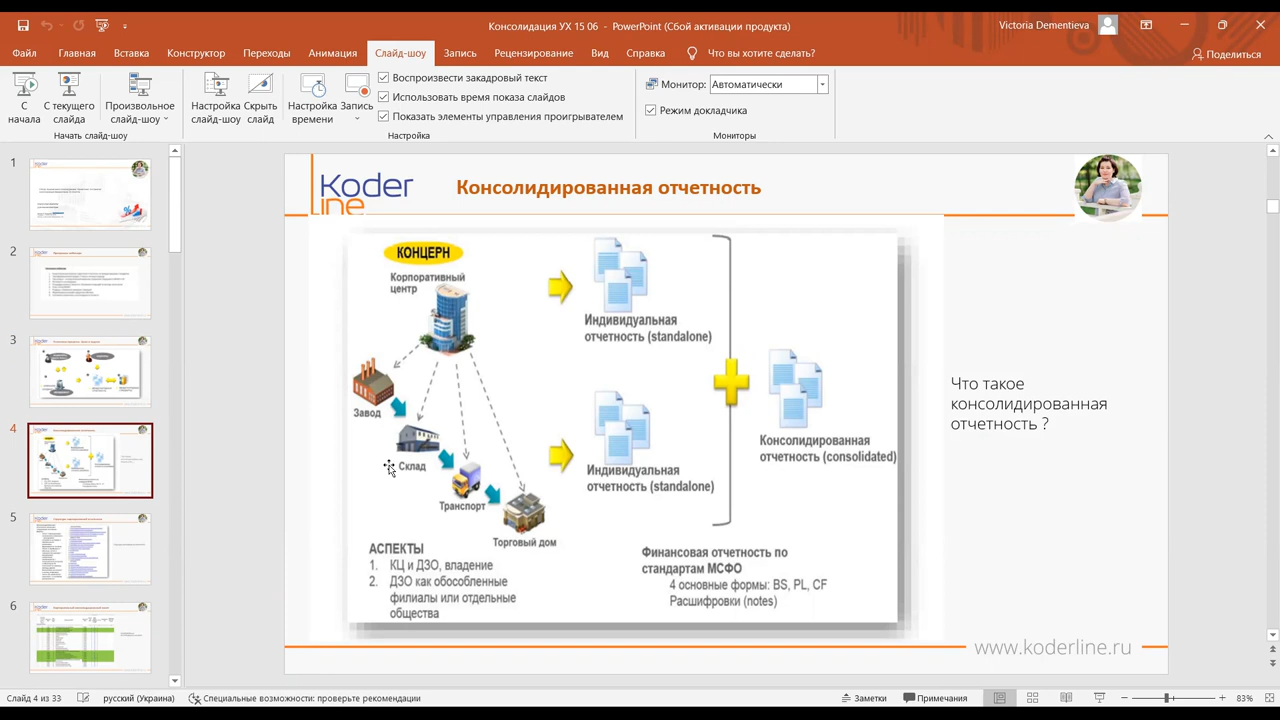 Консолидация УХ 15 06 - PowerPoint (Сбой активации продукта)
Victoria Dementieva
Файл Главная Вставка Конструктор Переходы Анимация Слайд-шоу Запись Рецензирование Вид Справка Что вы хотите сделать? Поделиться
С начала
С текущего слайда
Произвольное слайд-шоу
Начать слайд-шоу
Настройка слайд-шоу
Скрыть слайд
Настройка времени
Запись
Воспроизвести закадровый текст
Использовать время показа слайдов
Показать элементы управления проигрывателем
Настройка
Монитор: Автоматически
Режим докладчика
Мониторы
1
2
3
4
5
6
Koder
line
Консолидированная отчетность
КОНЦЕРН
Корпоративный
центр
Завод
Склад
Транспорт
Торговый дом
Индивидуальная
отчетность (standalone)
Индивидуальная
отчетность (standalone)
Консолидированная
отчетность (consolidated)
АСПЕКТЫ
1. КЦ и ДЗО, владение
2. ДЗО как обособленные
филиалы или отдельные
общества
Финансовая отчетность по
стандартам МСФО
4 основные формы: BS, PL, CF
Расшифровки (notes)
Что такое
консолидированная
отчетность ?
www.koderline.ru
Слайд 4 из 33 русский (Украина) Специальные возможности: проверьте рекомендации Заметки Примечания 83%